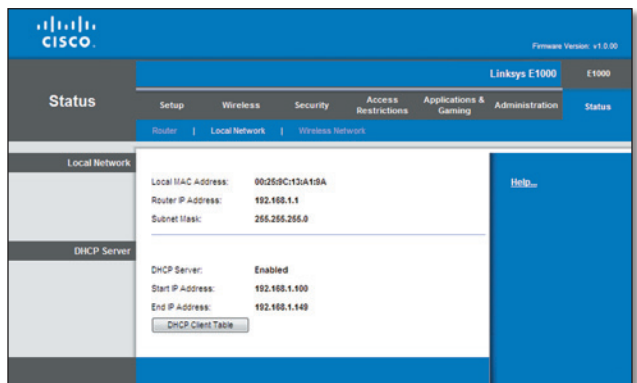 CISCO
Firmware Version: v1.0.00
Linksys E1000 E1000
Status
Setup Wireless Security Access Restrictions Applications & Gaming Administration Status
Router | Local Network | Wireless Network
Local Network
Local MAC Address: 00:25:9C:13:A1:9A
Router IP Address: 192.168.1.1
Subnet Mask: 255.255.255.0
Help...
DHCP Server
DHCP Server: Enabled
Start IP Address: 192.168.1.100
End IP Address: 192.168.1.149
DHCP Client Table